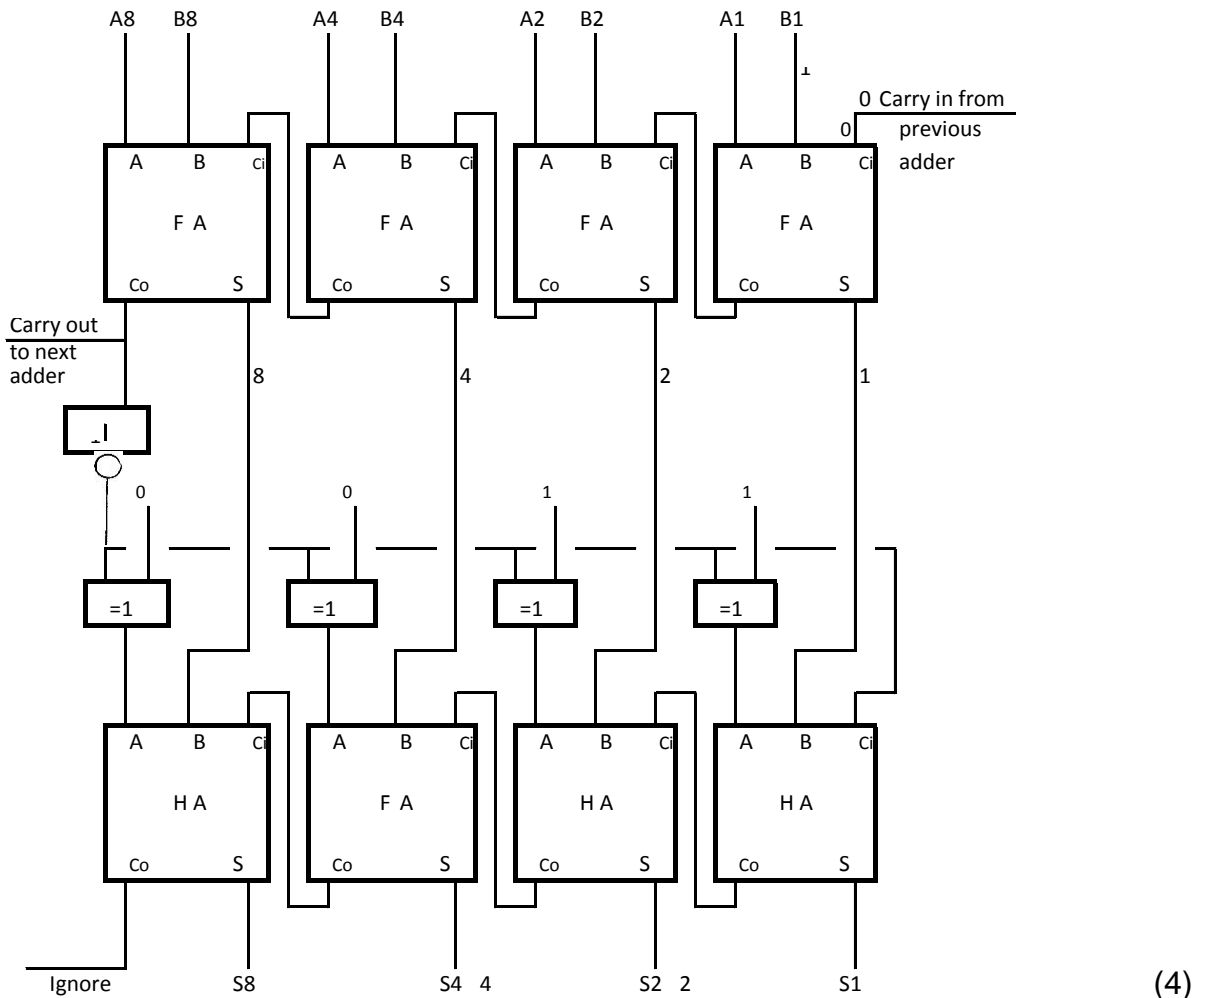 A8 B8 A4 B4 A2 B2 A1 B1
1
0 Carry in from
0 previous
A B Ci A B Ci A B Ci A B Ci adder
F A F A F A F A
Co S Co S Co S Co S
Carry out
to next
adder 8 4 2 1
0 0 1 1
=1 =1 =1 =1
A B Ci A B Ci A B Ci A B Ci
H A F A H A H A
Co S Co S Co S Co S
Ignore S8 S4 4 S2 2 S1 (4)